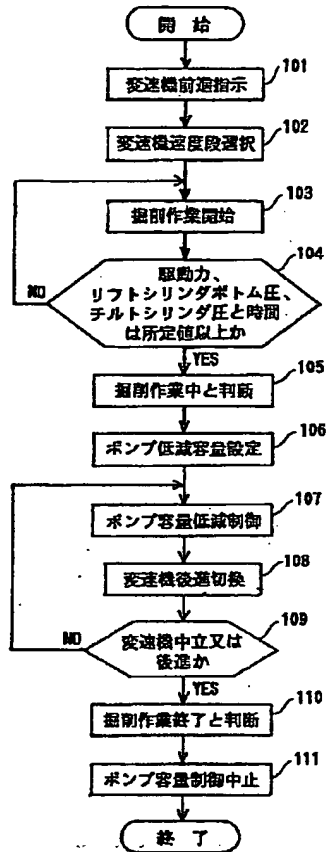 開始
101
変速機前進指示
102
変速機速度段選択
103
掘削作業開始
104
駆動力、
リフトシリンダボトム圧、
チルトシリンダ圧と時間
は所定値以上か
NO
YES
105
掘削作業中と判断
106
ポンプ低減容量設定
107
ポンプ容量低減制御
108
変速機後進切換
109
変速機中立又は
後進か
NO
YES
110
掘削作業終了と判断
111
ポンプ容量制御中止
終了